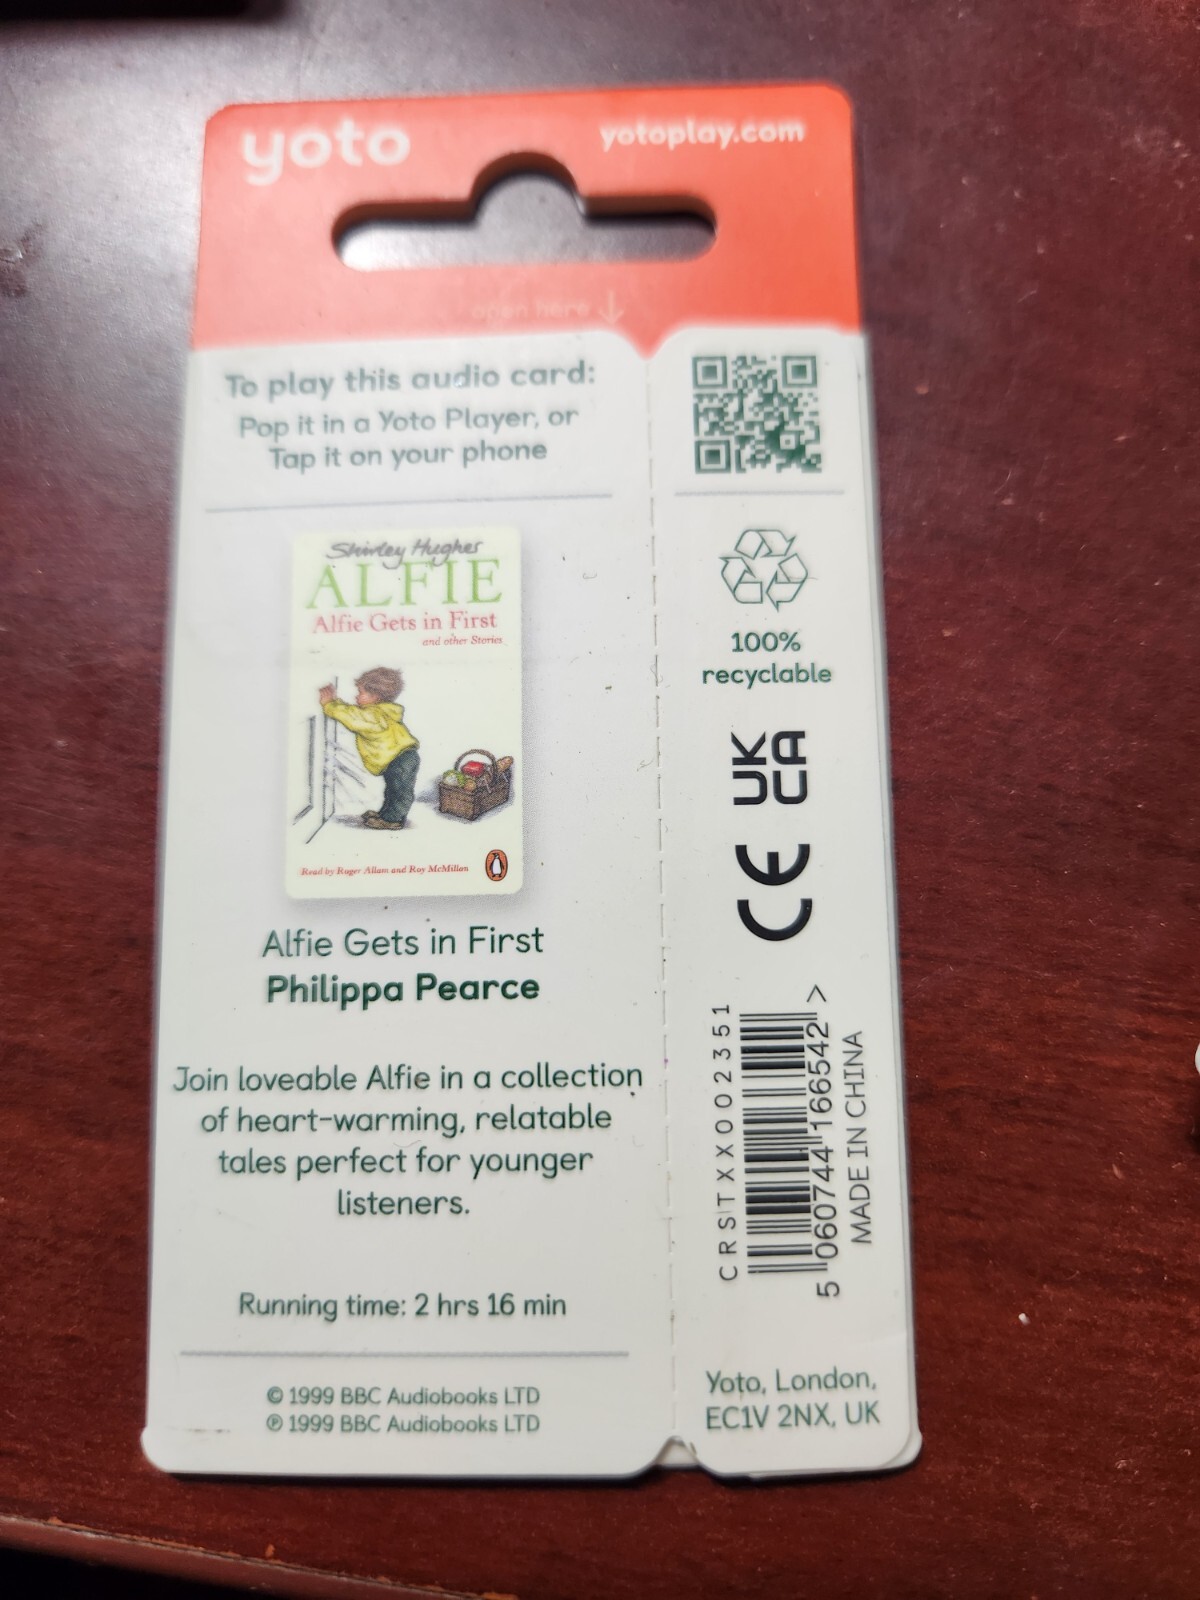 yoto
yotoplay.com
open here ↓
To play this audio card:
Pop it in a Yoto Player, or
Tap it on your phone
Shirley Hughes
ALFIE
Alfie Gets in First
and other Stories
Read by Roger Allam and Roy McMillan
Alfie Gets in First
Philippa Pearce
Join loveable Alfie in a collection
of heart-warming, relatable
tales perfect for younger
listeners.
Running time: 2 hrs 16 min
© 1999 BBC Audiobooks LTD
℗ 1999 BBC Audiobooks LTD
100%
recyclable
UK
CA
CE
CRSTXX002351
5 060744 166542 >
MADE IN CHINA
Yoto, London,
EC1V 2NX, UK